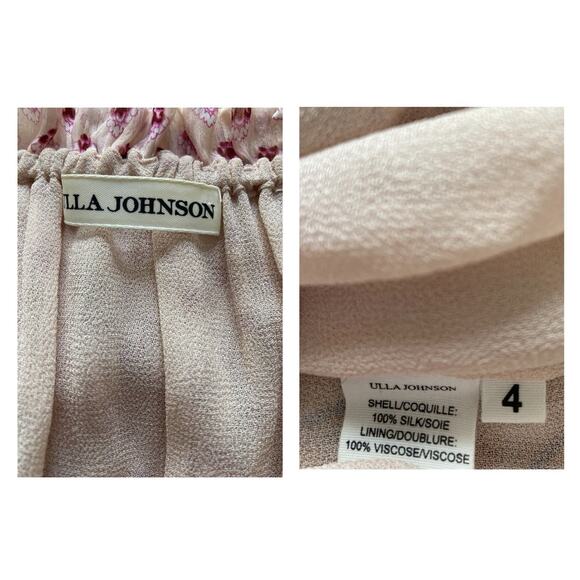 ULLA JOHNSON
ULLA JOHNSON
SHELL/COQUILLE:
100% SILK/SOIE
LINING/DOUBLURE:
100% VISCOSE/VISCOSE
4